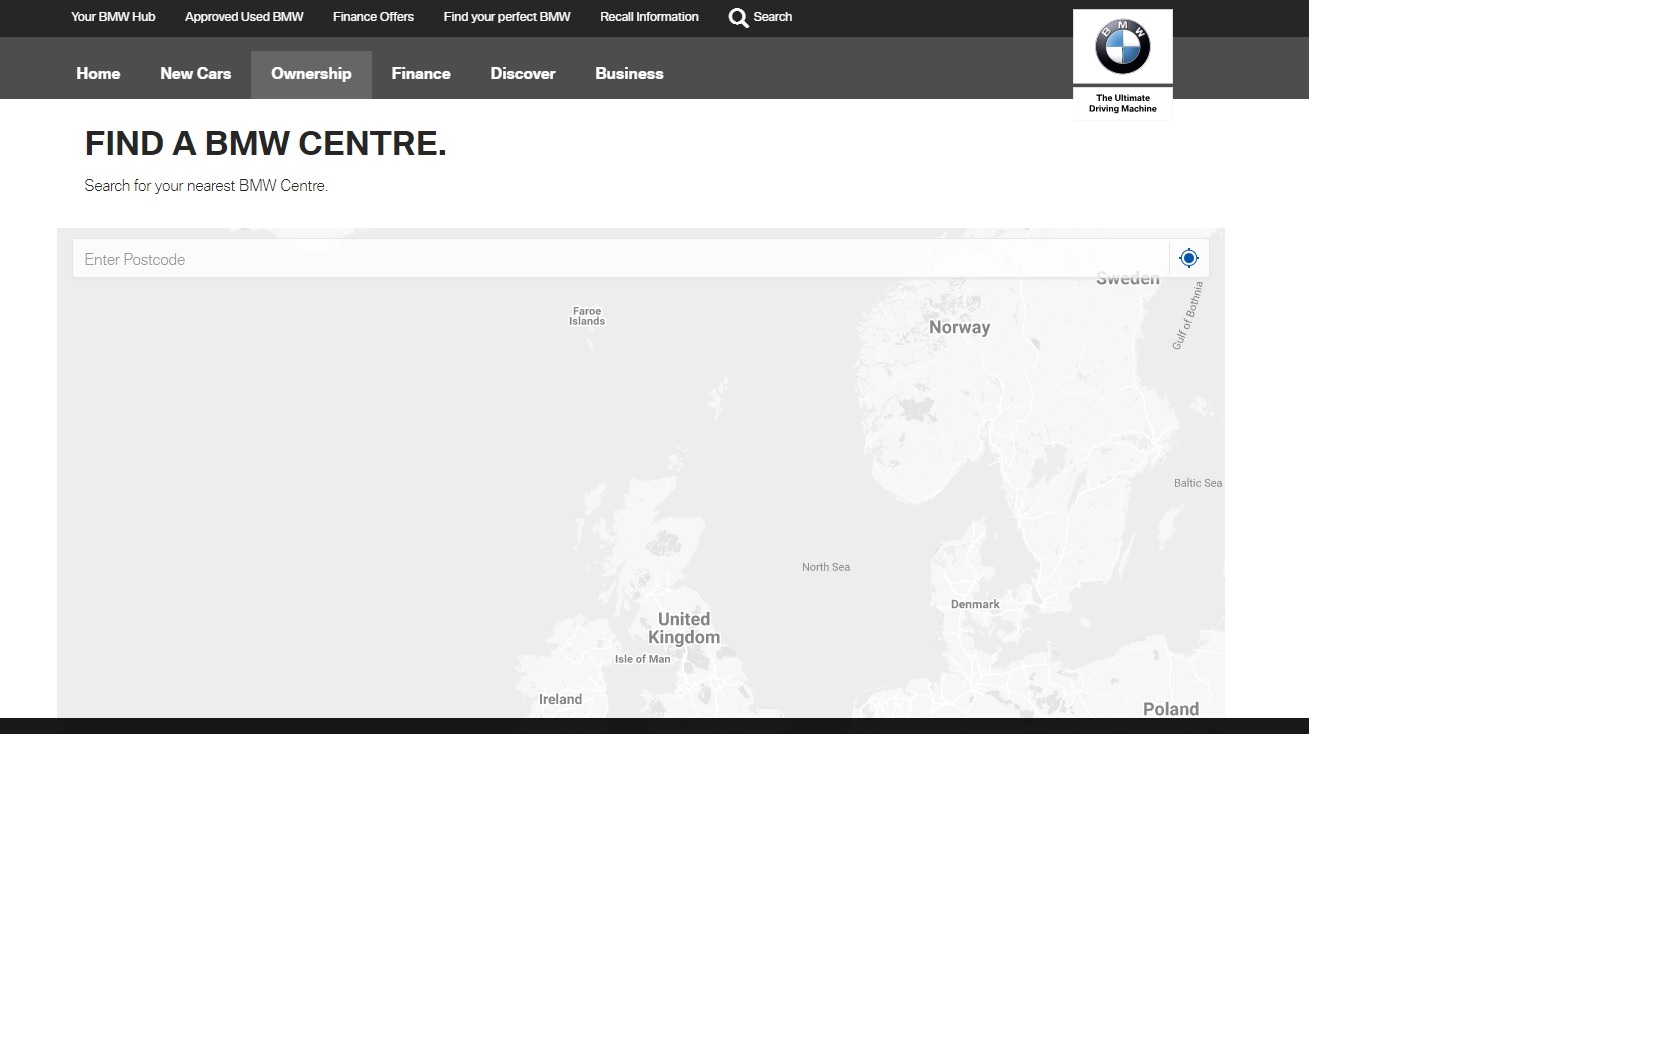 Your BMW Hub Approved Used BMW Finance Offers Find your perfect BMW Recall Information Search
BMW
The Ultimate
Driving Machine
Home New Cars Ownership Finance Discover Business
FIND A BMW CENTRE.
Search for your nearest BMW Centre.
Enter Postcode
Sweden
Gulf of Bothnia
Faroe
Islands
Norway
Baltic Sea
North Sea
Denmark
United
Kingdom
Isle of Man
Ireland
Poland